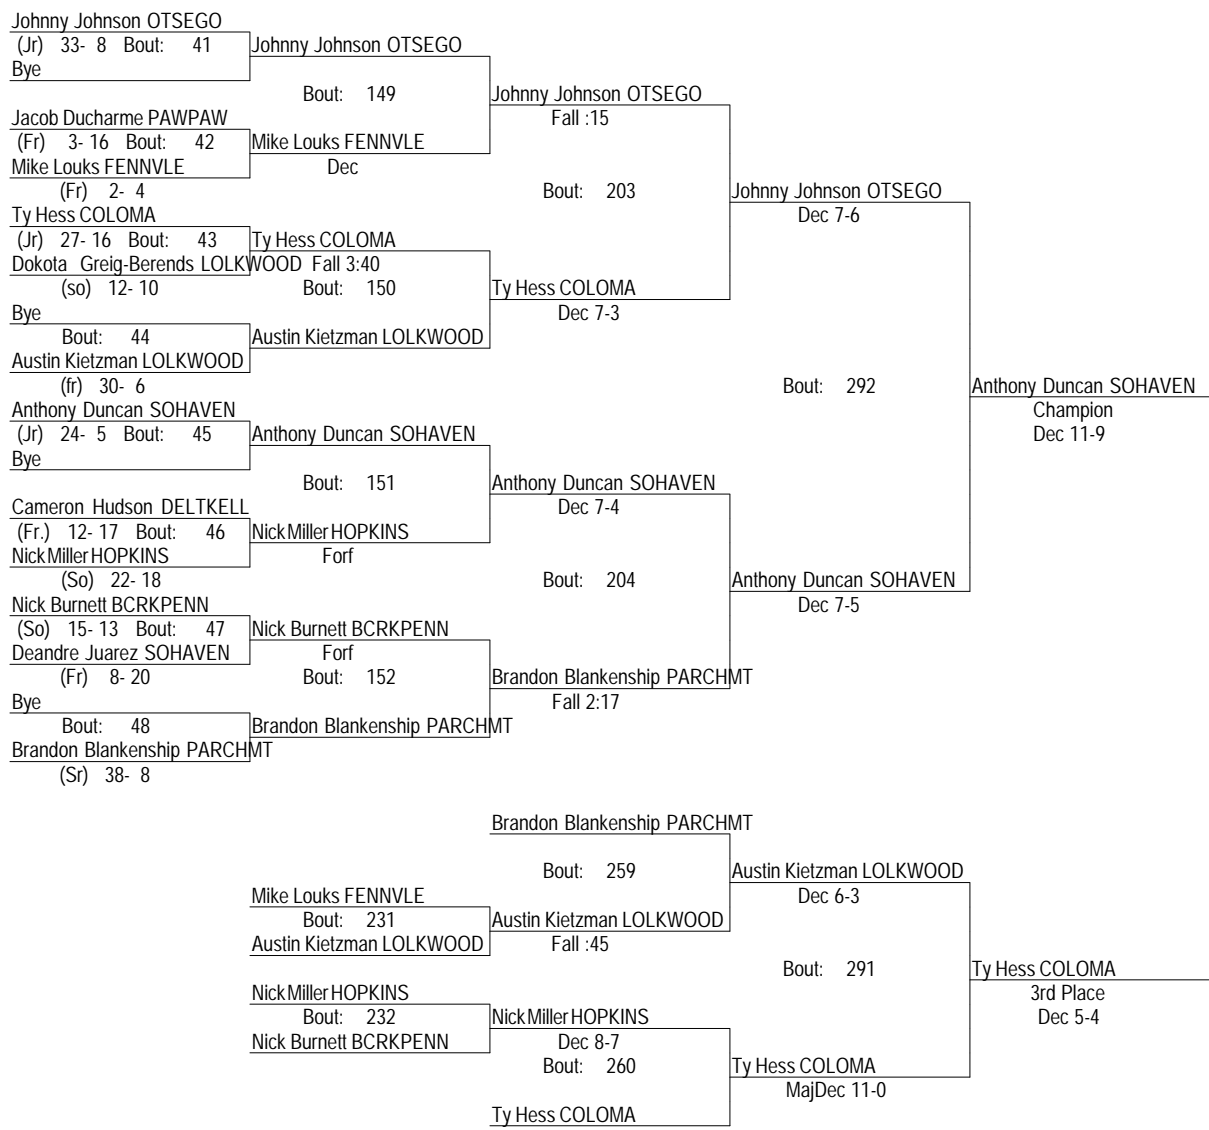 Johnny Johnson OTSEGO
(Jr) 33- 8 Bout: 41 Johnny Johnson OTSEGO
Bye
Bout: 149 Johnny Johnson OTSEGO
Jacob Ducharme PAWPAW Fall :15
(Fr) 3- 16 Bout: 42 Mike Louks FENNVLE
Mike Louks FENNVLE Dec
(Fr) 2- 4 Bout: 203 Johnny Johnson OTSEGO
Ty Hess COLOMA Dec 7-6
(Jr) 27- 16 Bout: 43 Ty Hess COLOMA
Dokota Greig-Berends LOLKWOOD Fall 3:40
(so) 12- 10 Bout: 150 Ty Hess COLOMA
Bye Dec 7-3
Bout: 44 Austin Kietzman LOLKWOOD
Austin Kietzman LOLKWOOD
(fr) 30- 6 Bout: 292 Anthony Duncan SOHAVEN
Anthony Duncan SOHAVEN Champion
(Jr) 24- 5 Bout: 45 Anthony Duncan SOHAVEN Dec 11-9
Bye
Bout: 151 Anthony Duncan SOHAVEN
Cameron Hudson DELTKELL Dec 7-4
(Fr.) 12- 17 Bout: 46 Nick Miller HOPKINS
Nick Miller HOPKINS Forf
(So) 22- 18 Bout: 204 Anthony Duncan SOHAVEN
Nick Burnett BCRKPENN Dec 7-5
(So) 15- 13 Bout: 47 Nick Burnett BCRKPENN
Deandre Juarez SOHAVEN Forf
(Fr) 8- 20 Bout: 152 Brandon Blankenship PARCHMT
Bye Fall 2:17
Bout: 48 Brandon Blankenship PARCHMT
Brandon Blankenship PARCHMT
(Sr) 38- 8
Brandon Blankenship PARCHMT
Bout: 259 Austin Kietzman LOLKWOOD
Mike Louks FENNVLE Dec 6-3
Bout: 231 Austin Kietzman LOLKWOOD
Austin Kietzman LOLKWOOD Fall :45
Bout: 291 Ty Hess COLOMA
Nick Miller HOPKINS 3rd Place
Bout: 232 Nick Miller HOPKINS Dec 5-4
Nick Burnett BCRKPENN Dec 8-7
Bout: 260 Ty Hess COLOMA
MajDec 11-0
Ty Hess COLOMA